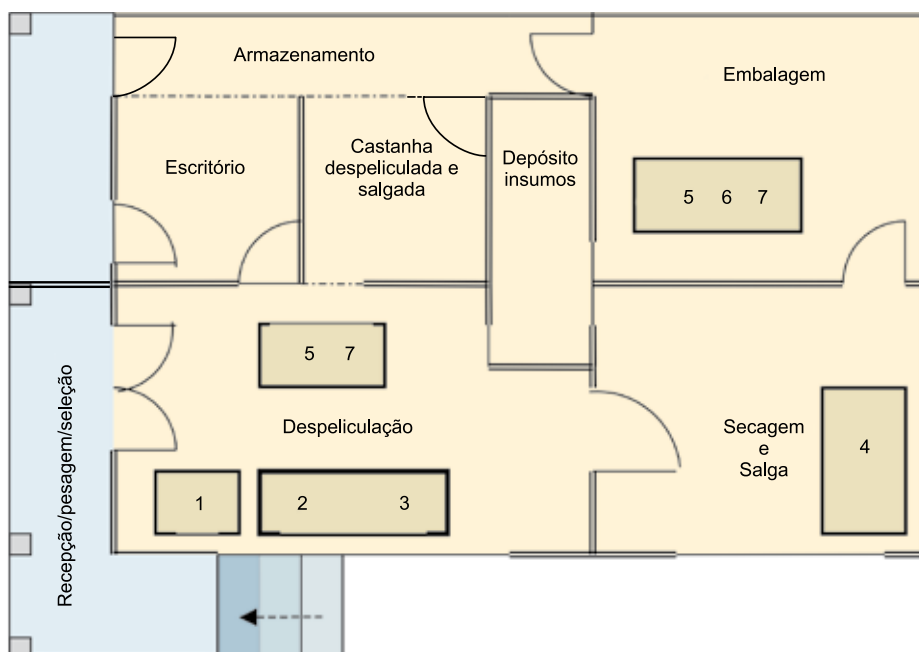 Armazenamento
Embalagem
Escritório
Castanha
despeliculada e
salgada
Depósito
insumos
5 6 7
5 7
Recepção/pesagem/seleção
Despeliculação
Secagem
e
Salga
4
1
2 3